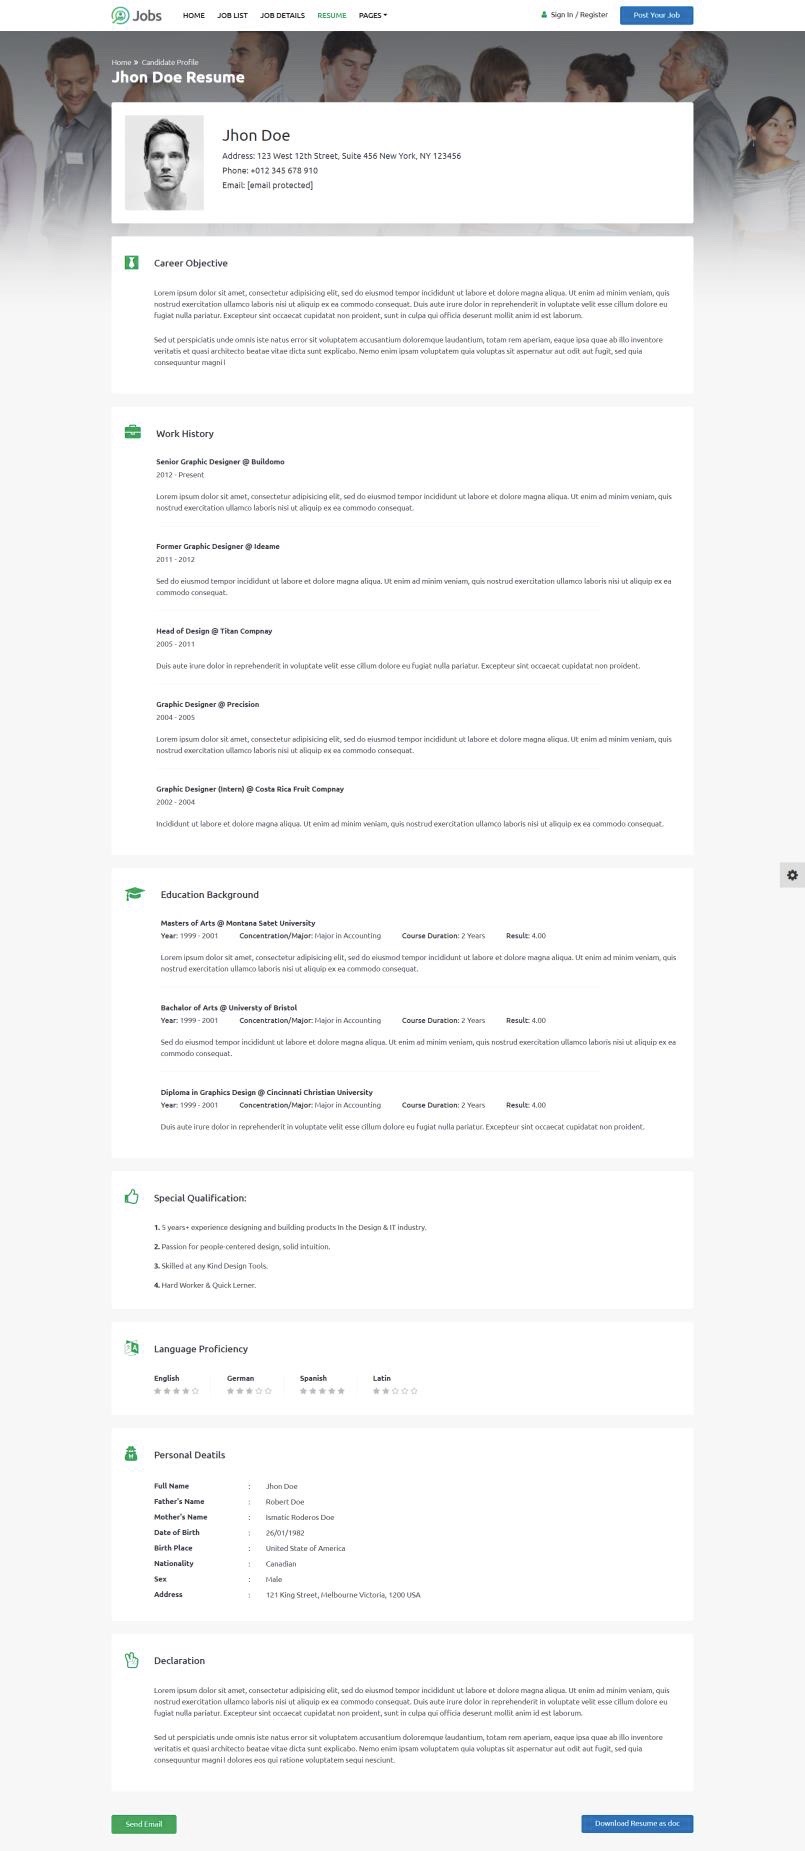 Jobs
HOME JOB LIST JOB DETAILS RESUME PAGES
Sign In / Register
Post Your Job
Home » Candidate Profile
Jhon Doe Resume
Jhon Doe
Address: 123 West 12th Street, Suite 456 New York, NY 123456
Phone: +012 345 678 910
Email: [email protected]
Career Objective
Lorem ipsum dolor sit amet, consectetur adipisicing elit, sed do eiusmod tempor incididunt ut labore et dolore magna aliqua. Ut enim ad minim veniam, quis
nostrud exercitation ullamco laboris nisi ut aliquip ex ea commodo consequat. Duis aute irure dolor in reprehenderit in voluptate velit esse cillum dolore eu
fugiat nulla pariatur. Excepteur sint occaecat cupidatat non proident, sunt in culpa qui officia deserunt mollit anim id est laborum.
Sed ut perspiciatis unde omnis iste natus error sit voluptatem accusantium doloremque laudantium, totam rem aperiam, eaque ipsa quae ab illo inventore
veritatis et quasi architecto beatae vitae dicta sunt explicabo. Nemo enim ipsam voluptatem quia voluptas sit aspernatur aut odit aut fugit, sed quia
consequuntur magni l
Work History
Senior Graphic Designer @ Buildomo
2012 - Present
Lorem ipsum dolor sit amet, consectetur adipisicing elit, sed do eiusmod tempor incididunt ut labore et dolore magna aliqua. Ut enim ad minim veniam, quis
nostrud exercitation ullamco laboris nisi ut aliquip ex ea commodo consequat.
Former Graphic Designer @ Ideame
2011 - 2012
Sed do eiusmod tempor incididunt ut labore et dolore magna aliqua. Ut enim ad minim veniam, quis nostrud exercitation ullamco laboris nisi ut aliquip ex ea
commodo consequat.
Head of Design @ Titan Compnay
2005 - 2011
Duis aute irure dolor in reprehenderit in voluptate velit esse cillum dolore eu fugiat nulla pariatur. Excepteur sint occaecat cupidatat non proident.
Graphic Designer @ Precision
2004 - 2005
Lorem ipsum dolor sit amet, consectetur adipisicing elit, sed do eiusmod tempor incididunt ut labore et dolore magna aliqua. Ut enim ad minim veniam, quis
nostrud exercitation ullamco laboris nisi ut aliquip ex ea commodo consequat.
Graphic Designer (Intern) @ Costa Rica Fruit Compnay
2002 - 2004
Incididunt ut labore et dolore magna aliqua. Ut enim ad minim veniam, quis nostrud exercitation ullamco laboris nisi ut aliquip ex ea commodo consequat.
Education Background
Masters of Arts @ Montana Satet University
Year: 1999 - 2001 Concentration/Major: Major in Accounting Course Duration: 2 Years Result: 4.00
Lorem ipsum dolor sit amet, consectetur adipisicing elit, sed do eiusmod tempor incididunt ut labore et dolore magna aliqua. Ut enim ad minim veniam, quis
nostrud exercitation ullamco laboris nisi ut aliquip ex ea commodo consequat.
Bachalor of Arts @ Universty of Bristol
Year: 1999 - 2001 Concentration/Major: Major in Accounting Course Duration: 2 Years Result: 4.00
Sed do eiusmod tempor incididunt ut labore et dolore magna aliqua. Ut enim ad minim veniam, quis nostrud exercitation ullamco laboris nisi ut aliquip ex ea
commodo consequat.
Diploma in Graphics Design @ Cincinnati Christian University
Year: 1999 - 2001 Concentration/Major: Major in Accounting Course Duration: 2 Years Result: 4.00
Duis aute irure dolor in reprehenderit in voluptate velit esse cillum dolore eu fugiat nulla pariatur. Excepteur sint occaecat cupidatat non proident.
Special Qualification:
1. 5 years+ experience designing and building products In the Design & IT industry.
2. Passion for people-centered design, solid intuition.
3. Skilled at any Kind Design Tools.
4. Hard Worker & Quick Lerner.
Language Proficiency
English German Spanish Latin
Personal Deatils
Full Name : Jhon Doe
Father's Name : Robert Doe
Mother's Name : Ismatic Roderos Doe
Date of Birth : 26/01/1982
Birth Place : United State of America
Nationality : Canadian
Sex : Male
Address : 121 King Street, Melbourne Victoria, 1200 USA
Declaration
Lorem ipsum dolor sit amet, consectetur adipisicing elit, sed do eiusmod tempor incididunt ut labore et dolore magna aliqua. Ut enim ad minim veniam, quis
nostrud exercitation ullamco laboris nisi ut aliquip ex ea commodo consequat. Duis aute irure dolor in reprehenderit in voluptate velit esse cillum dolore eu
fugiat nulla pariatur. Excepteur sint occaecat cupidatat non proident, sunt in culpa qui officia deserunt mollit anim id est laborum.
Sed ut perspiciatis unde omnis iste natus error sit voluptatem accusantium doloremque laudantium, totam rem aperiam, eaque ipsa quae ab illo inventore
veritatis et quasi architecto beatae vitae dicta sunt explicabo. Nemo enim ipsam voluptatem quia voluptas sit aspernatur aut odit aut fugit, sed quia
consequuntur magni l dolores eos qui ratione voluptatem sequi nesciunt.
Send Email
Download Resume as doc